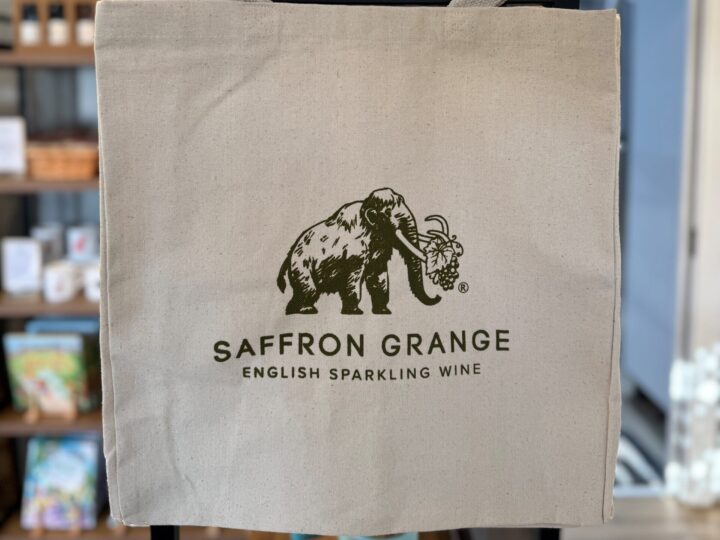 ®
SAFFRON GRANGE
ENGLISH SPARKLING WINE